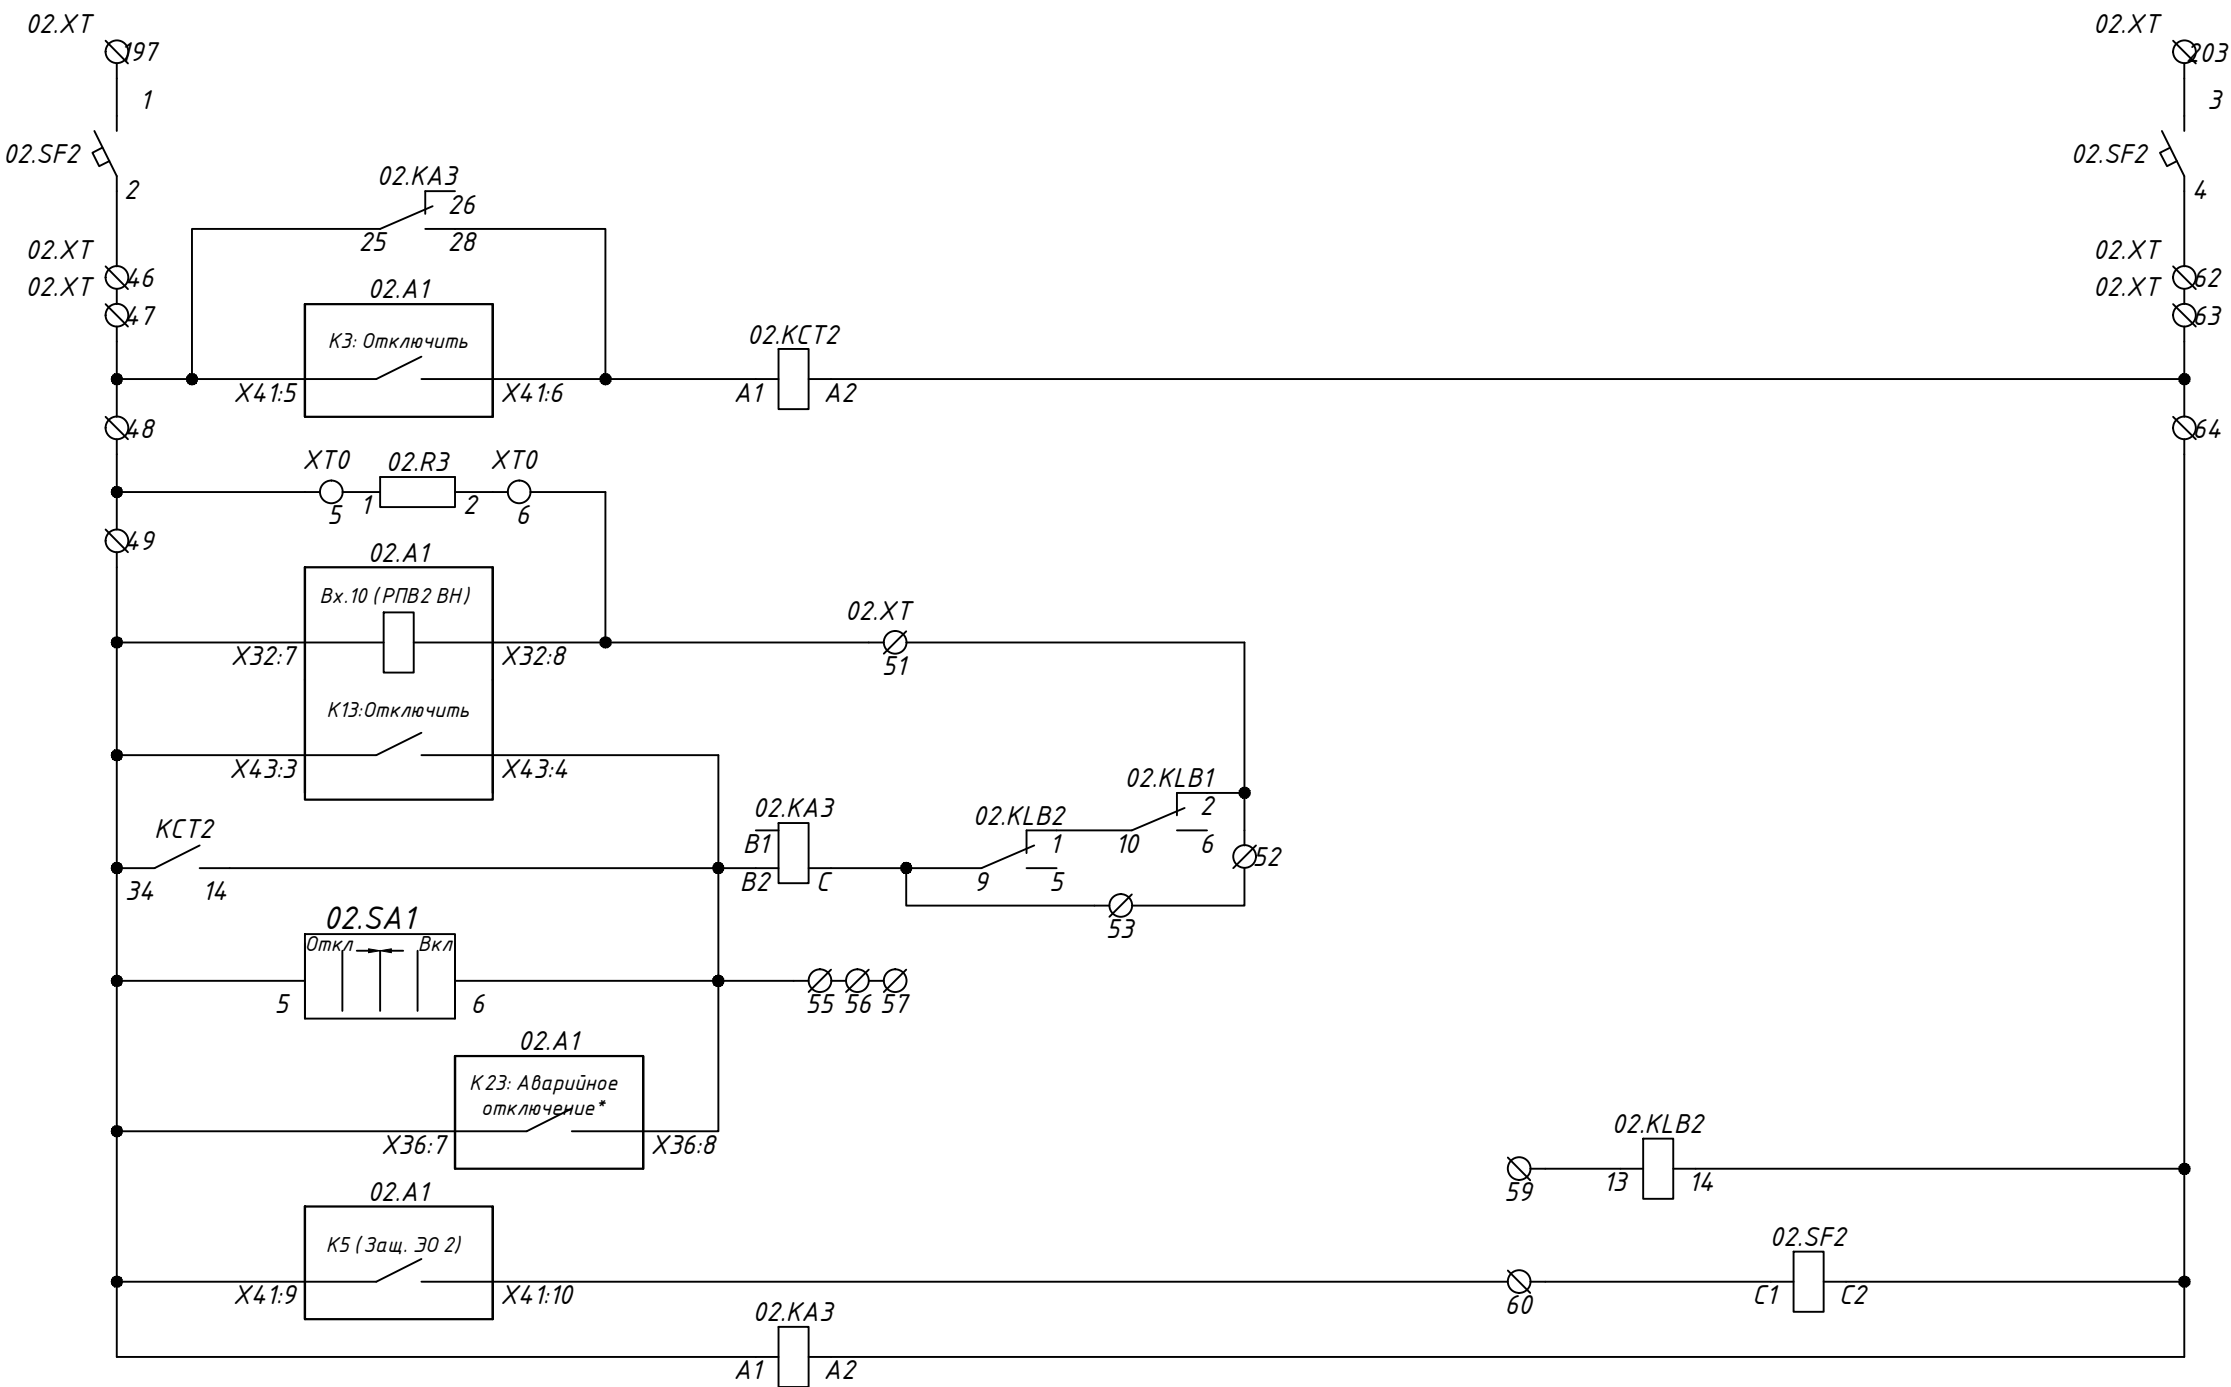 02.XT
02.XT
197
203
1
3
02.SF2
02.SF2
2
4
02.KA3
26
25
28
02.XT
02.XT
46
62
02.XT
02.XT
47
63
02.A1
К3: Отключить
X41:5
X41:6
02.KCT2
A1
A2
48
64
XT0
02.R3
XT0
5
1
2
6
49
02.A1
Вх.10 (РПВ2 ВН)
X32:7
X32:8
02.XT
51
К13:Отключить
X43:3
X43:4
02.KLB1
2
10
6
02.KLB2
1
9
5
02.KA3
B1
B2
C
KCT2
34
14
52
53
02.SA1
Откл
Вкл
5
6
55
56
57
02.A1
К23: Аварийное
отключение*
X36:7
X36:8
02.KLB2
59
13
14
02.A1
К5 (Защ. ЭО 2)
X41:9
X41:10
02.SF2
60
C1
C2
02.KA3
A1
A2